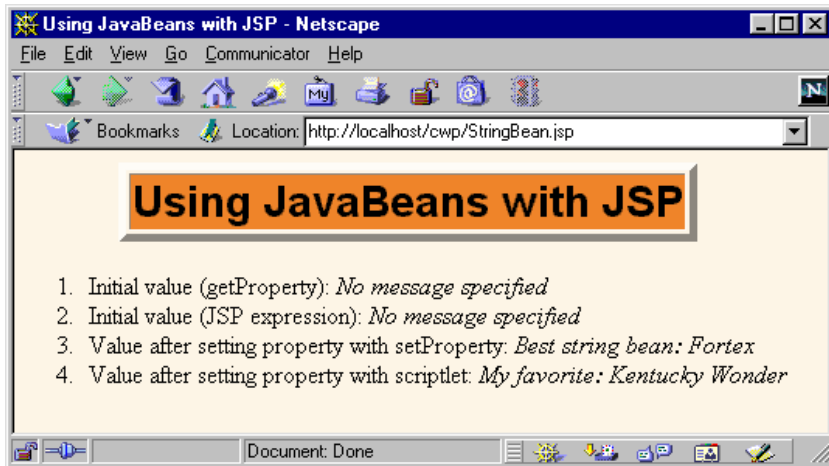 Using JavaBeans with JSP - Netscape
File Edit View Go Communicator Help
My
N
Bookmarks Location: http://localhost/cwp/StringBean.jsp
Using JavaBeans with JSP
1. Initial value (getProperty): No message specified
2. Initial value (JSP expression): No message specified
3. Value after setting property with setProperty: Best string bean: Fortex
4. Value after setting property with scriptlet: My favorite: Kentucky Wonder
Document: Done